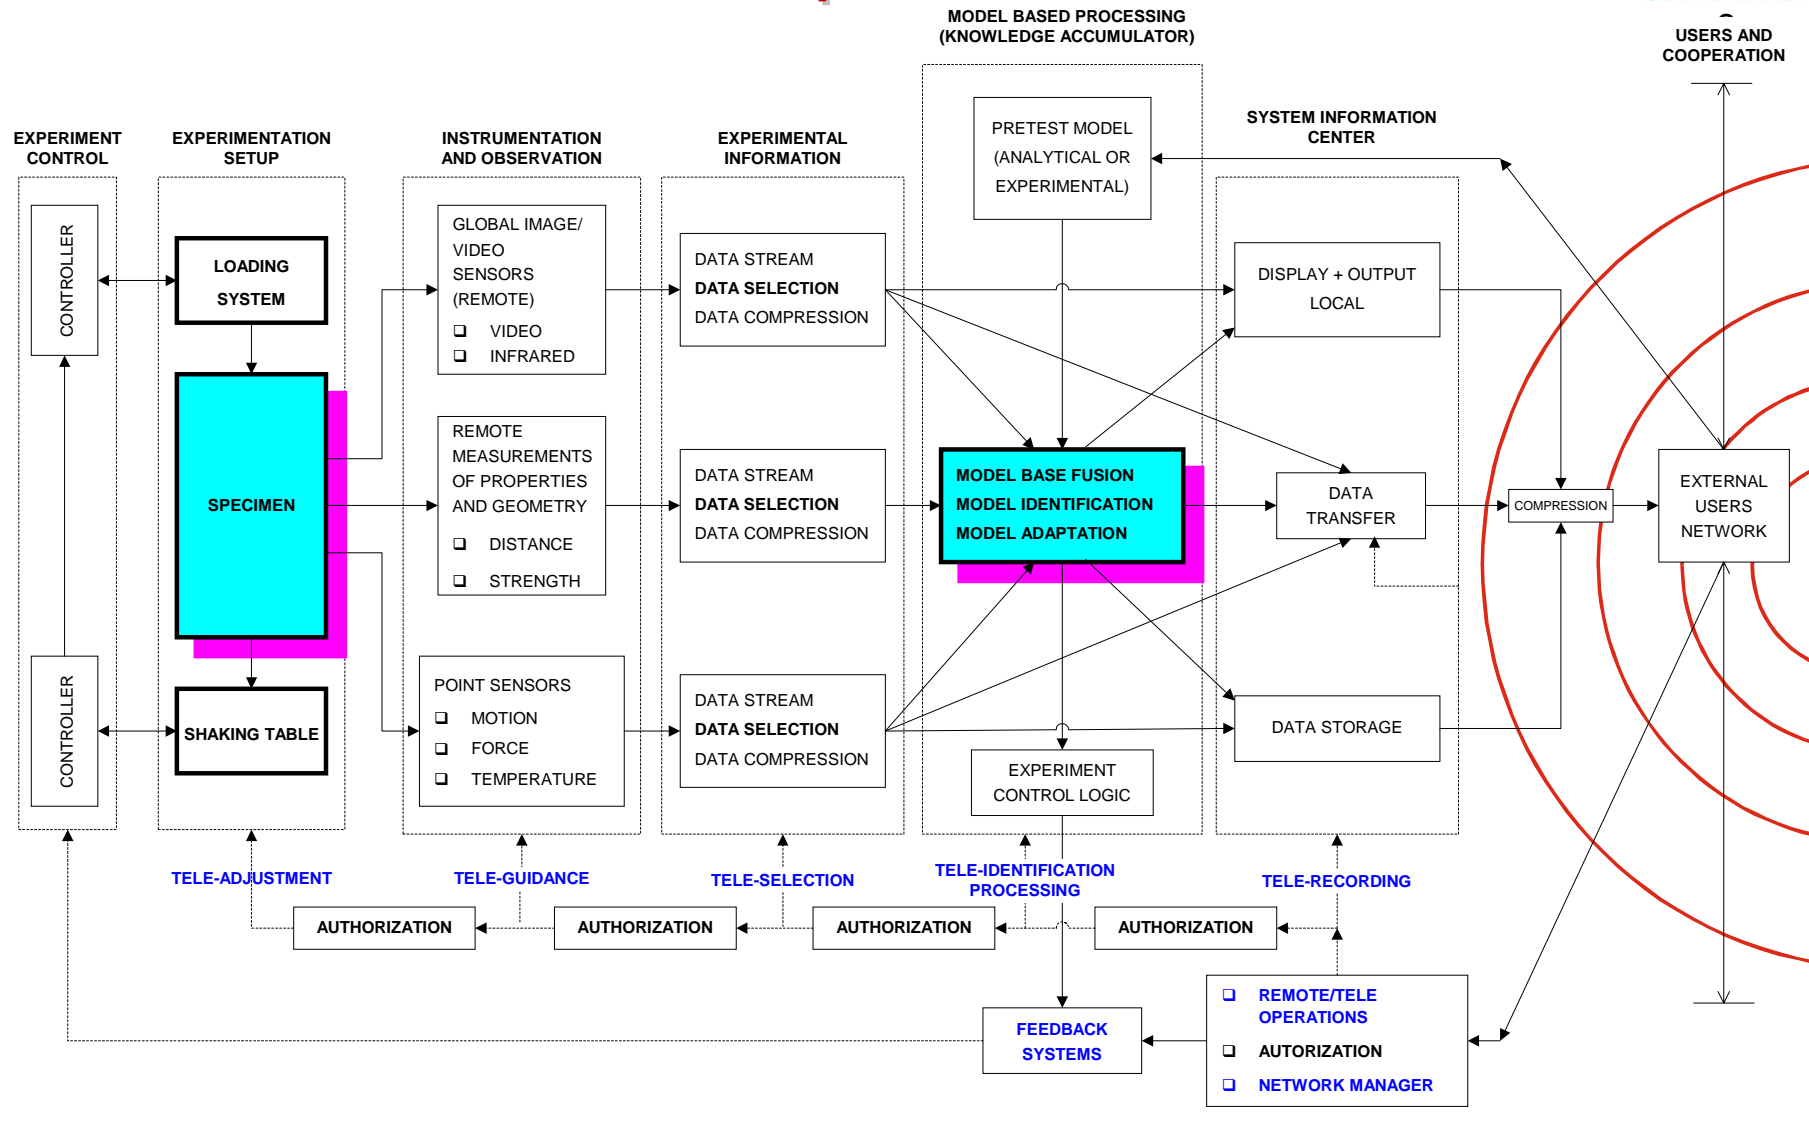 MODEL BASED PROCESSING
(KNOWLEDGE ACCUMULATOR)
USERS AND
COOPERATION
EXPERIMENT
CONTROL
EXPERIMENTATION
SETUP
INSTRUMENTATION
AND OBSERVATION
EXPERIMENTAL
INFORMATION
SYSTEM INFORMATION
CENTER
CONTROLLER
CONTROLLER
LOADING
SYSTEM
SPECIMEN
SHAKING TABLE
GLOBAL IMAGE/
VIDEO
SENSORS
(REMOTE)
VIDEO
INFRARED
REMOTE
MEASUREMENTS
OF PROPERTIES
AND GEOMETRY
DISTANCE
STRENGTH
POINT SENSORS
MOTION
FORCE
TEMPERATURE
DATA STREAM
DATA SELECTION
DATA COMPRESSION
DATA STREAM
DATA SELECTION
DATA COMPRESSION
DATA STREAM
DATA SELECTION
DATA COMPRESSION
PRETEST MODEL
(ANALYTICAL OR
EXPERIMENTAL)
MODEL BASE FUSION
MODEL IDENTIFICATION
MODEL ADAPTATION
EXPERIMENT
CONTROL LOGIC
DISPLAY + OUTPUT
LOCAL
DATA
TRANSFER
DATA STORAGE
COMPRESSION
EXTERNAL
USERS
NETWORK
TELE-ADJUSTMENT
TELE-GUIDANCE
TELE-SELECTION
TELE-IDENTIFICATION
PROCESSING
TELE-RECORDING
AUTHORIZATION
AUTHORIZATION
AUTHORIZATION
AUTHORIZATION
FEEDBACK
SYSTEMS
REMOTE/TELE
OPERATIONS
AUTORIZATION
NETWORK MANAGER